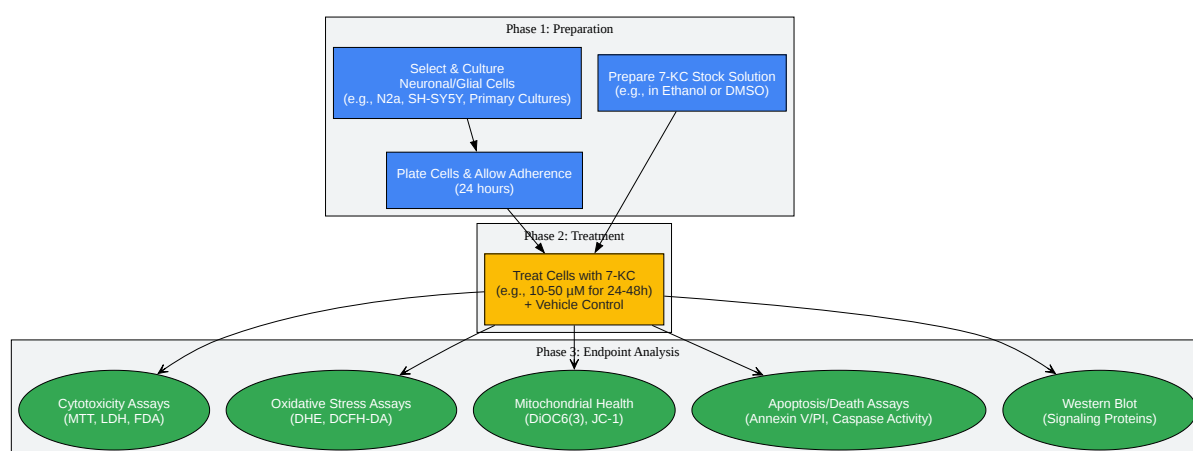 Phase 1: Preparation
Select & Culture
Neuronal/Glial Cells
(e.g., N2a, SH-SY5Y, Primary Cultures)
Prepare 7-KC Stock Solution
(e.g., in Ethanol or DMSO)
Plate Cells & Allow Adherence
(24 hours)
Phase 2: Treatment
Treat Cells with 7-KC
(e.g., 10-50 µM for 24-48h)
+ Vehicle Control
Phase 3: Endpoint Analysis
Cytotoxicity Assays
(MTT, LDH, FDA)
Oxidative Stress Assays
(DHE, DCFH-DA)
Mitochondrial Health
(DiOC6(3), JC-1)
Apoptosis/Death Assays
(Annexin V/PI, Caspase Activity)
Western Blot
(Signaling Proteins)